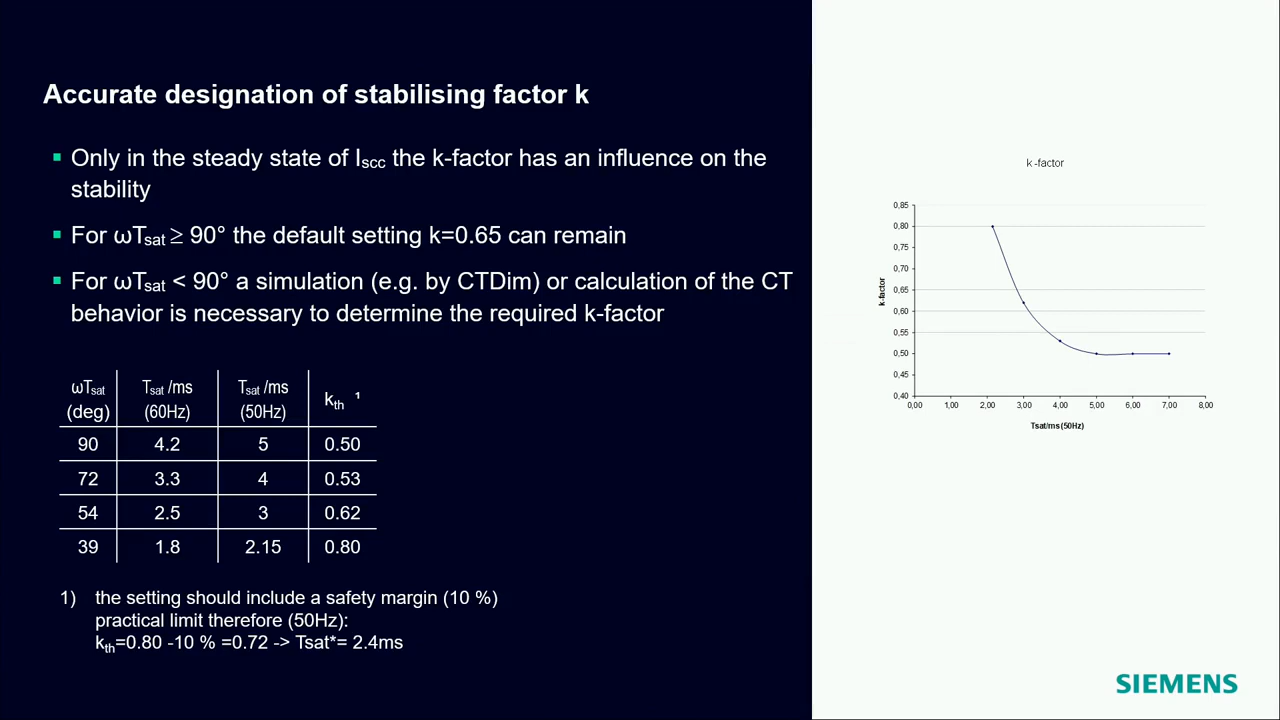 Accurate designation of stabilising factor k
▪ Only in the steady state of Iscc the k-factor has an influence on the
stability
▪ For ωTsat ≥ 90° the default setting k=0.65 can remain
▪ For ωTsat < 90° a simulation (e.g. by CTDim) or calculation of the CT
behavior is necessary to determine the required k-factor
ωTsat Tsat /ms Tsat /ms kth ¹
(deg) (60Hz) (50Hz)
90 4.2 5 0.50
72 3.3 4 0.53
54 2.5 3 0.62
39 1.8 2.15 0.80
1) the setting should include a safety margin (10 %)
practical limit therefore (50Hz):
kth=0.80 -10 % =0.72 -> Tsat*= 2.4ms
k -factor
k-factor
0,85
0,80
0,75
0,70
0,65
0,60
0,55
0,50
0,45
0,40
0,00 1,00 2,00 3,00 4,00 5,00 6,00 7,00 8,00
Tsat/ms (50Hz)
SIEMENS